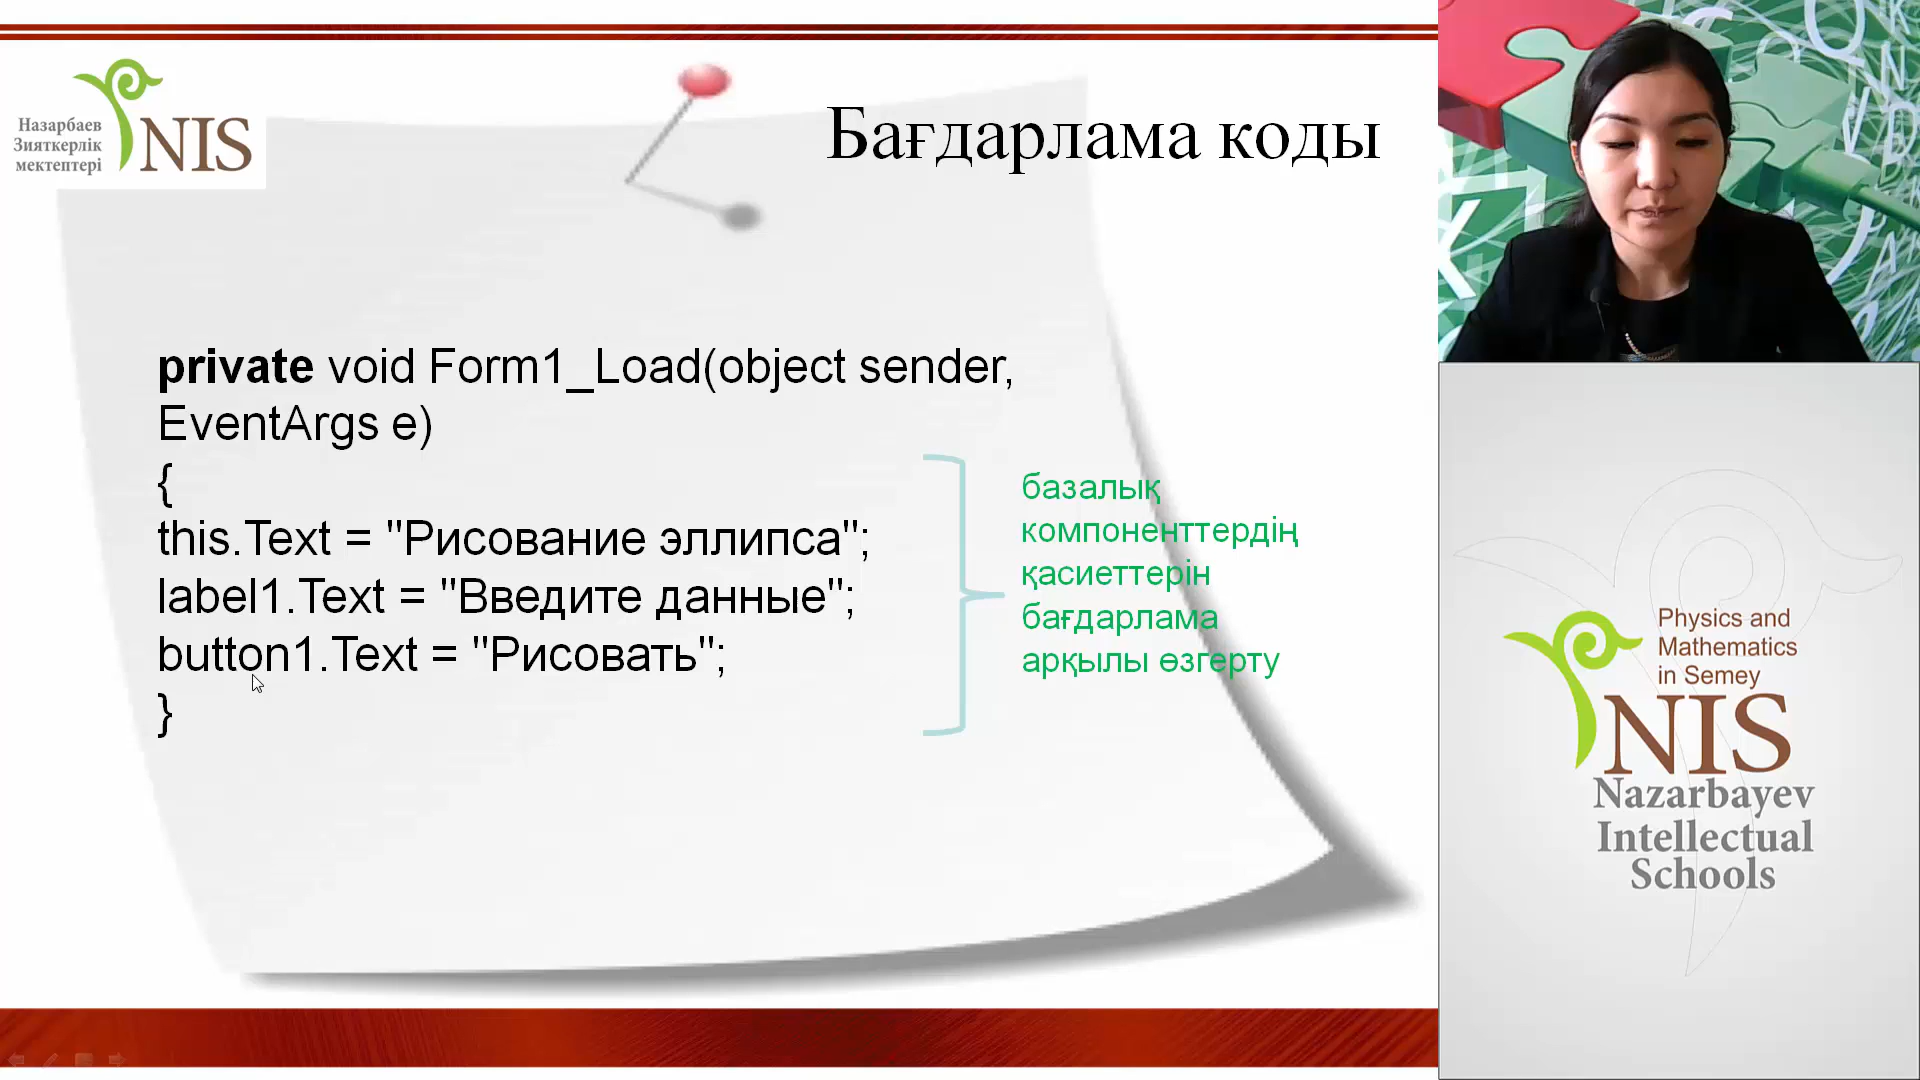 Назарбаев
Зияткерлік
мектептері
NIS
Бағдарлама коды
private void Form1_Load(object sender,
EventArgs e)
{
this.Text = "Рисование эллипса";
label1.Text = "Введите данные";
button1.Text = "Рисовать";
}
базалық
компоненттердің
қасиеттерін
бағдарлама
арқылы өзгерту
Physics and
Mathematics
in Semey
NIS
Nazarbayev
Intellectual
Schools